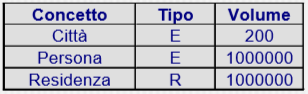 Concetto Tipo Volume
Città E 200
Persona E 1000000
Residenza R 1000000